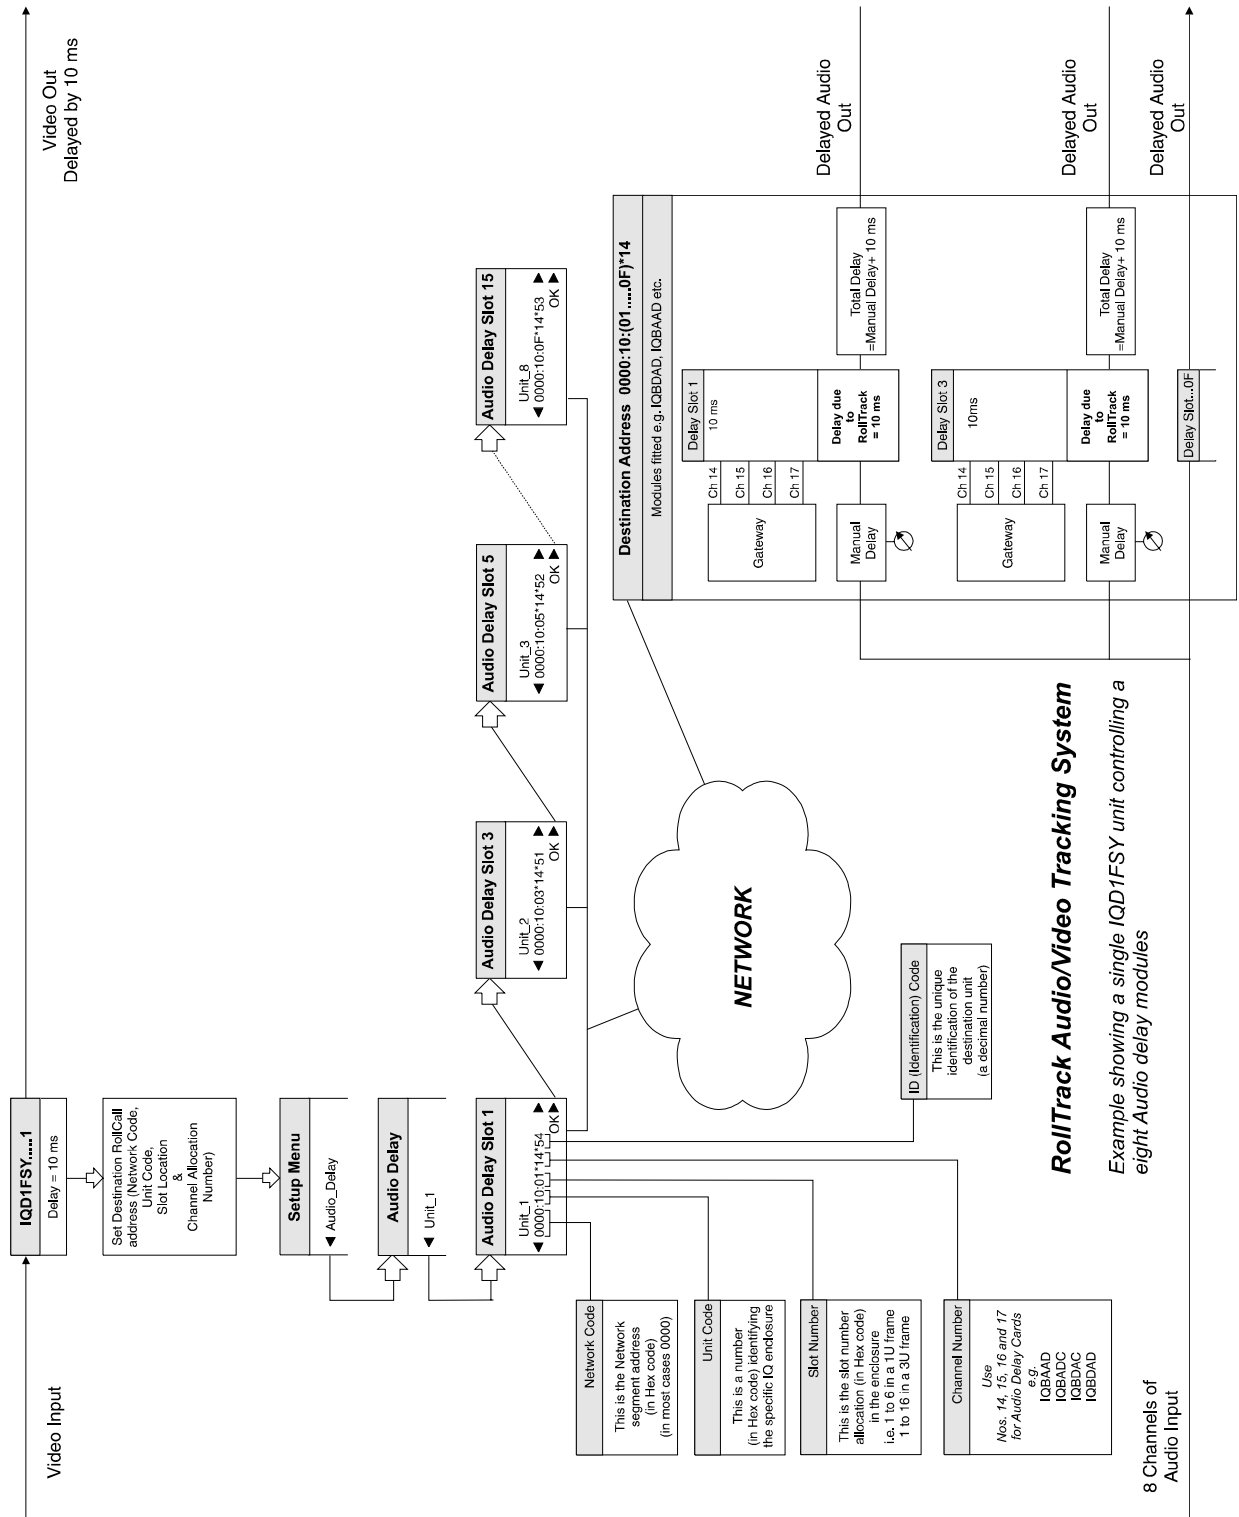 Video Input
Video Out
Delayed by 10 ms
IQD1FSY.....1
Delay = 10 ms
Set Destination RollCall
address (Network Code,
Unit Code,
Slot Location
&
Channel Allocation
Number)
Setup Menu
◀ Audio_Delay
Audio Delay
◀ Unit_1
Audio Delay Slot 1
Unit_1 ▶
◀ 0000:10:01*14*54 ▶
OK
Audio Delay Slot 3
Unit_2
◀ 0000:10:03*14*51 ▶
OK ▶
Audio Delay Slot 5
Unit_3
◀ 0000:10:05*14*52 ▶
OK ▶
Audio Delay Slot 15
Unit_8
◀ 0000:10:0F*14*53 ▶
OK ▶
Network Code
This is the Network
segment address
(in Hex code)
(in most cases 0000)
Unit Code
This is a number
(in Hex code) identifying
the specific IQ enclosure
Slot Number
This is the slot number
allocation (in Hex code)
in the enclosure
i.e. 1 to 6 in a 1U frame
1 to 16 in a 3U frame
Channel Number
Use
Nos. 14, 15, 16 and 17
for Audio Delay Cards
e.g.
IQBAAD
IQBADC
IQBDAC
IQBDAD
ID (Identification) Code
This is the unique
identification of the
destination unit
(a decimal number)
NETWORK
Destination Address 0000:10:(01.....0F)*14
Modules fitted e.g. IQBDAD, IQBAAD etc.
Gateway
Ch 14
Ch 15
Ch 16
Ch 17
Delay Slot 1
10 ms
Manual
Delay
Delay due
to
RollTrack
= 10 ms
Total Delay
=Manual Delay+ 10 ms
Delayed Audio
Out
Gateway
Ch 14
Ch 15
Ch 16
Ch 17
Delay Slot 3
10ms
Manual
Delay
Delay due
to
RollTrack
= 10 ms
Total Delay
=Manual Delay+ 10 ms
Delayed Audio
Out
Delay Slot...0F
Delayed Audio
Out
RollTrack Audio/Video Tracking System
Example showing a single IQD1FSY unit controlling a
eight Audio delay modules
8 Channels of
Audio Input